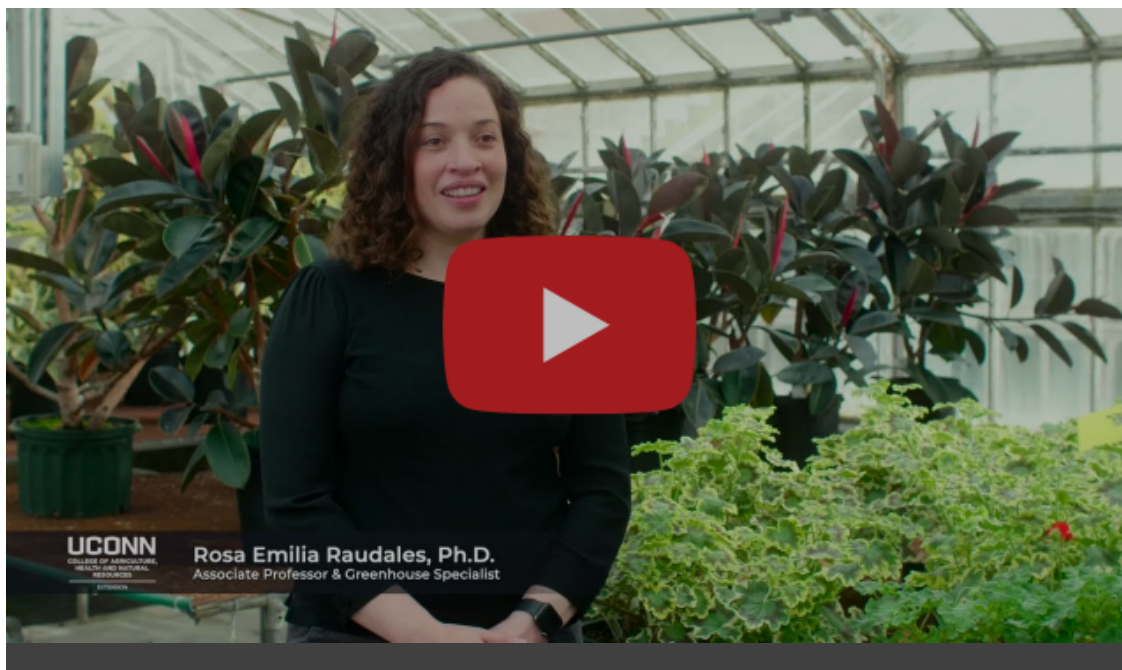 UCONN
COLLEGE OF AGRICULTURE,
HEALTH AND NATURAL
RESOURCES
EXTENSION
Rosa Emilia Raudales, Ph.D.
Associate Professor & Greenhouse Specialist